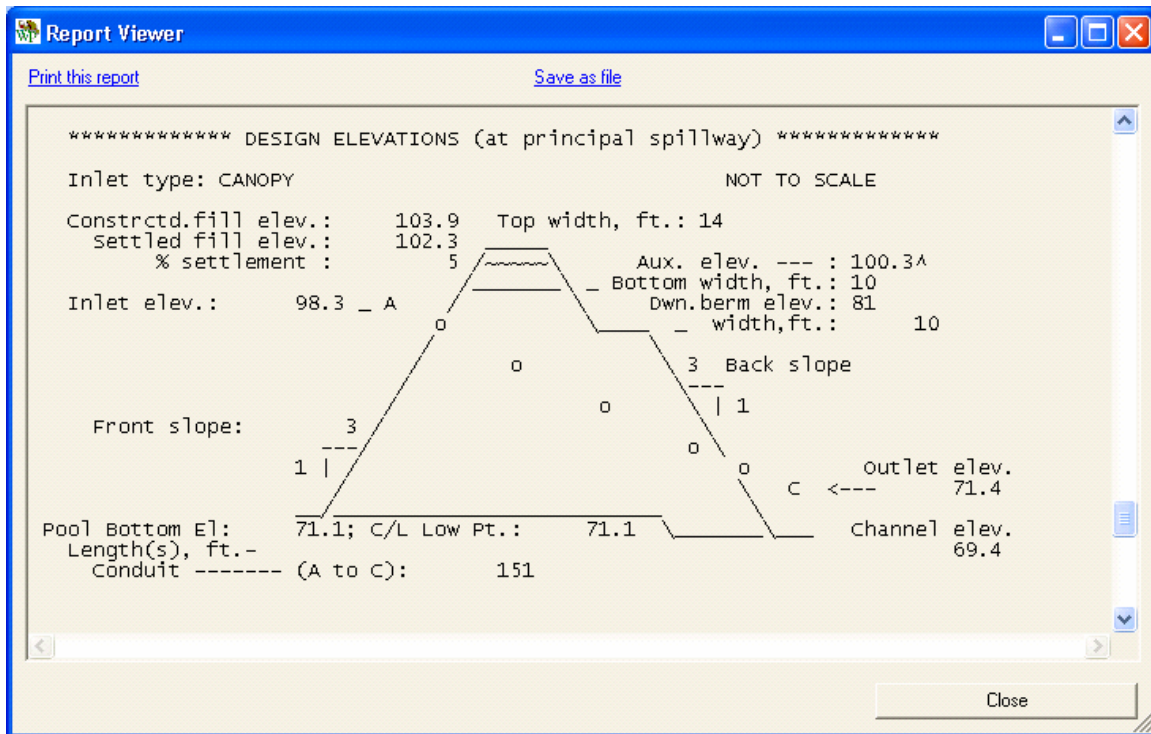 Report Viewer
Print this report Save as file
************* DESIGN ELEVATIONS (at principal spillway) *************
Inlet type: CANOPY NOT TO SCALE
Constrctd.fill elev.: 103.9 Top width, ft.: 14
Settled fill elev.: 102.3
% settlement : 5 Aux. elev. --- : 100.3^
Bottom width, ft.: 10
Inlet elev.: 98.3 _ A Dwn.berm elev.: 81
width,ft.: 10
3 Back slope
1
Front slope: 3
1
Outlet elev.
C <--- 71.4
Pool Bottom El: 71.1; C/L Low Pt.: 71.1 Channel elev.
Length(s), ft.- 69.4
Conduit ------- (A to C): 151
Close